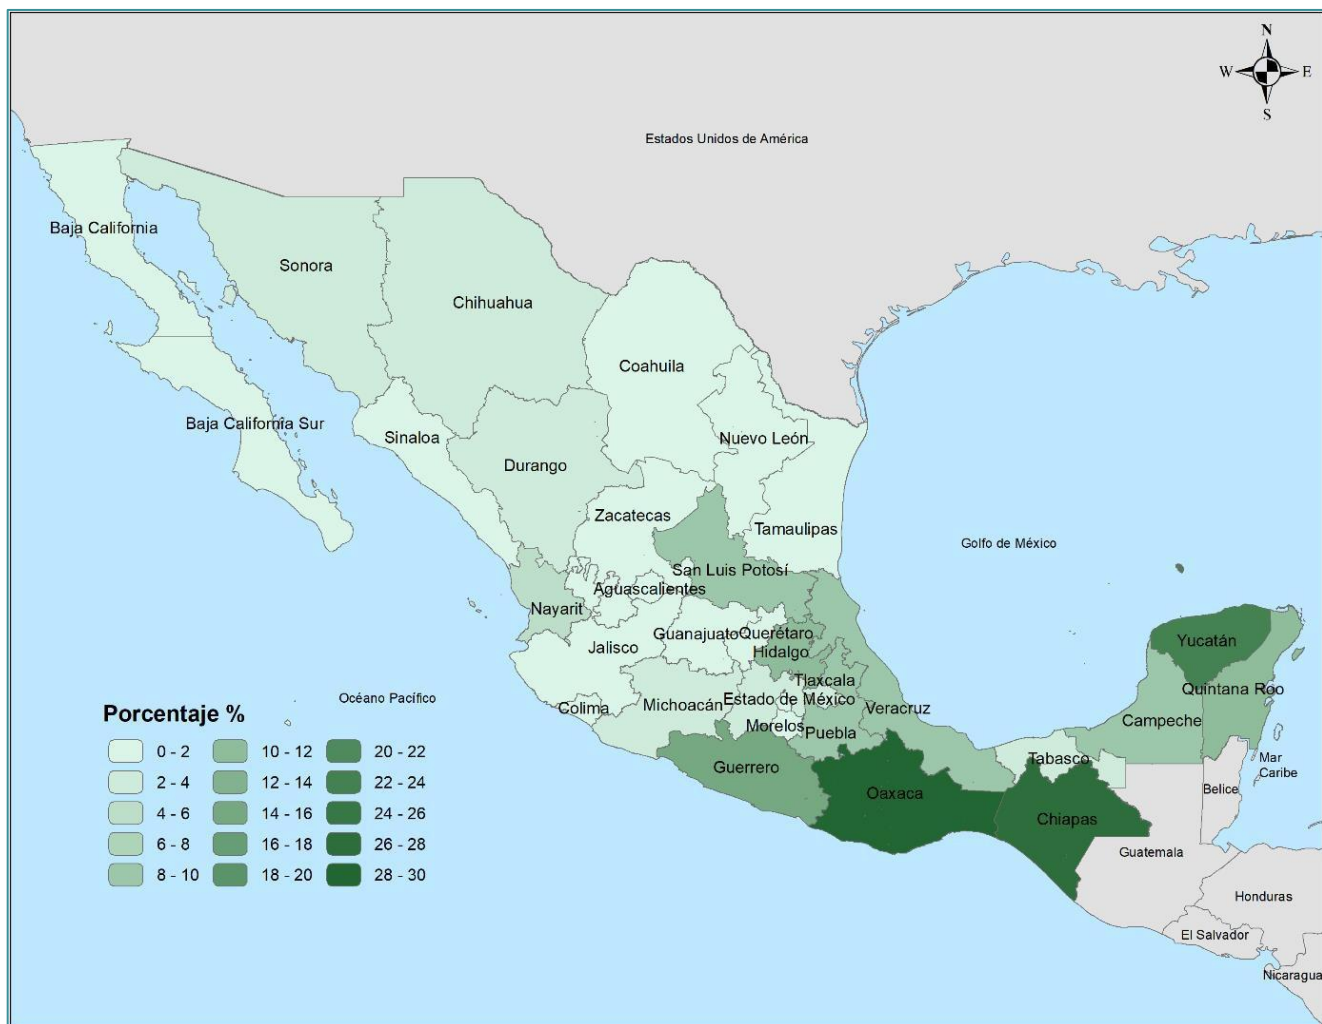 N
W
E
S
Estados Unidos de América
Baja California
Sonora
Chihuahua
Coahuila
Baja California Sur
Sinaloa
Nuevo León
Durango
Zacatecas
Tamaulipas
Golfo de México
San Luis Potosí
Aguascalientes
Nayarit
Guanajuato
Querétaro
Yucatán
Jalisco
Hidalgo
Tlaxcala
Quintana Roo
Océano Pacífico
Colima
Michoacán
Estado de México
Veracruz
Campeche
Morelos
Puebla
Guerrero
Tabasco
Mar
Caribe
Oaxaca
Belice
Chiapas
Guatemala
Honduras
El Salvador
Nicaragua
Porcentaje %
0 - 2
2 - 4
4 - 6
6 - 8
8 - 10
10 - 12
12 - 14
14 - 16
16 - 18
18 - 20
20 - 22
22 - 24
24 - 26
26 - 28
28 - 30